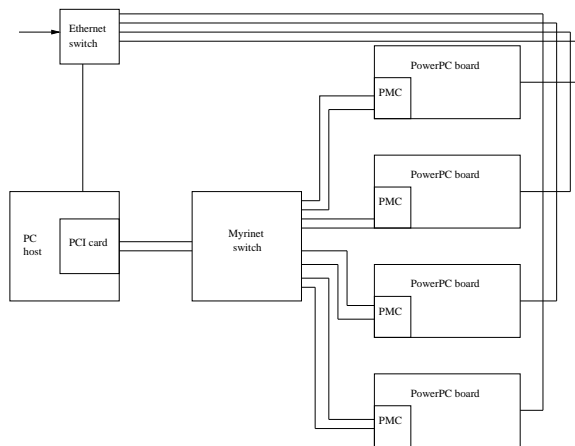 Ethernet
switch
PowerPC board
PMC
PowerPC board
PMC
PC
host
PCI card
Myrinet
switch
PowerPC board
PMC
PowerPC board
PMC